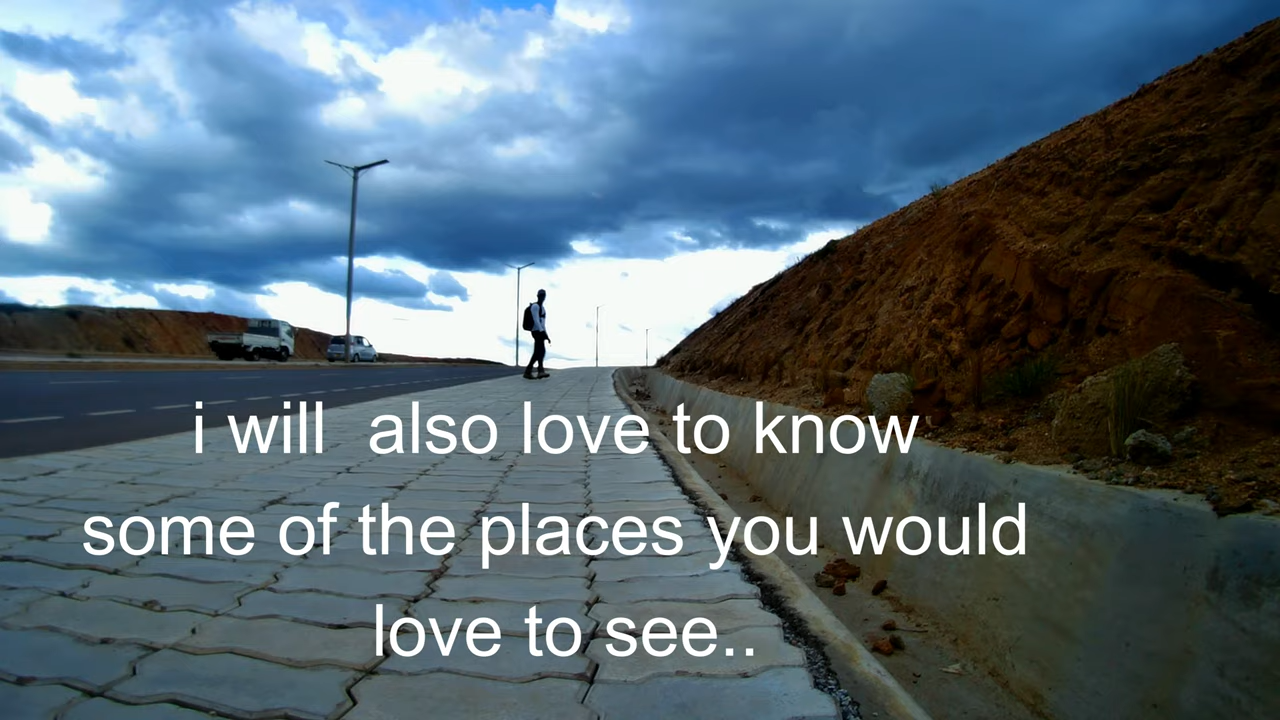 i will  also love to know
some of the places you would
love to see..